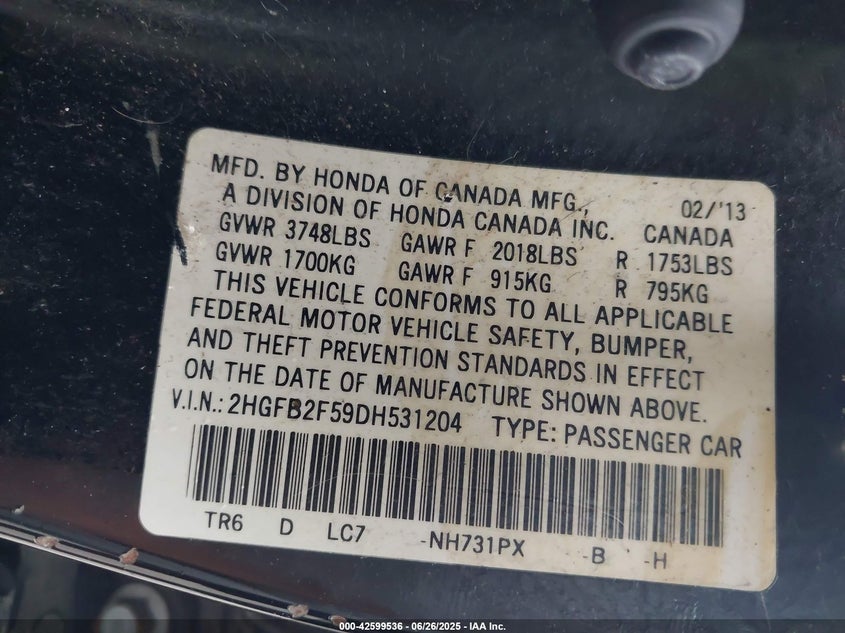 MFD. BY HONDA OF CANADA MFG., 02/'13
A DIVISION OF HONDA CANADA INC. CANADA
GVWR 3748LBS GAWR F 2018LBS R 1753LBS
GVWR 1700KG GAWR F 915KG R 795KG
THIS VEHICLE CONFORMS TO ALL APPLICABLE
FEDERAL MOTOR VEHICLE SAFETY, BUMPER,
AND THEFT PREVENTION STANDARDS IN EFFECT
ON THE DATE OF MANUFACTURE SHOWN ABOVE.
V.I.N.: 2HGFB2F59DH531204 TYPE: PASSENGER CAR
TR6 D LC7 -NH731PX -B -H
000-42599536 - 06/26/2025 - IAA Inc.